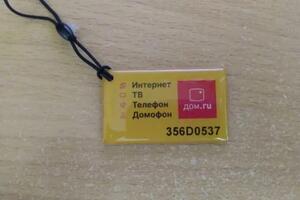 Интернет
ТВ
Телефон
Домофон
дом.ru
356D0537